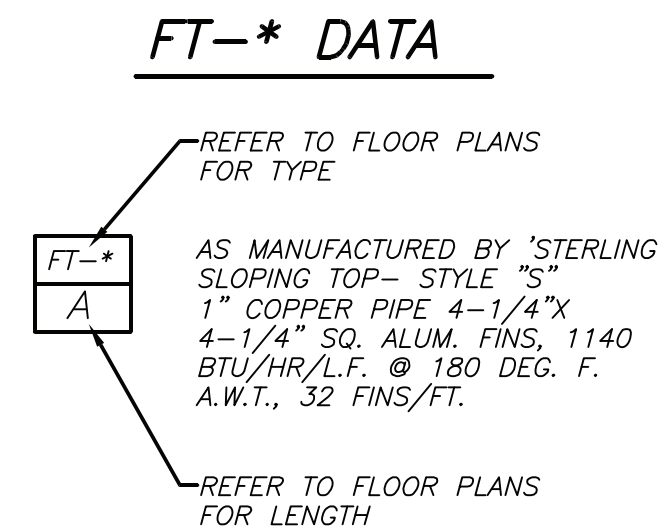 FT-* DATA
REFER TO FLOOR PLANS
FOR TYPE
FT-*
A
AS MANUFACTURED BY 'STERLING
SLOPING TOP- STYLE "S"
1" COPPER PIPE 4-1/4"X
4-1/4" SQ. ALUM. FINS, 1140
BTU/HR/L.F. @ 180 DEG. F.
A.W.T., 32 FINS/FT.
REFER TO FLOOR PLANS
FOR LENGTH